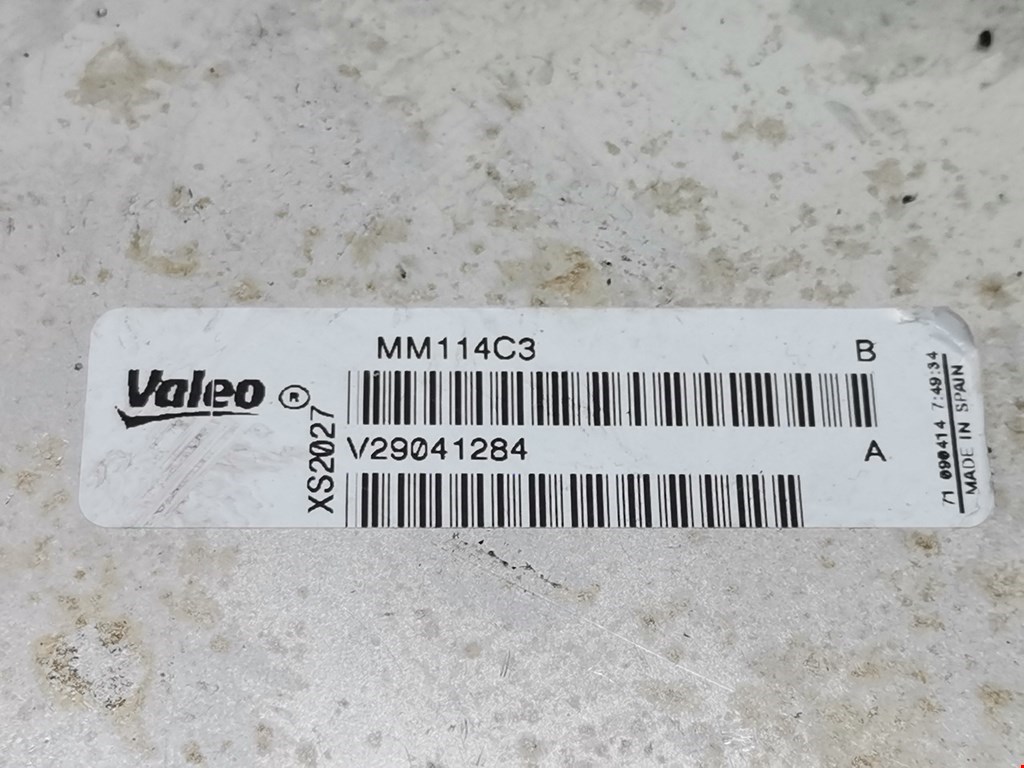 MM114C3 B
Valeo ®
XS2027
V29041284 A
71 090414 7:49:34
MADE IN SPAIN